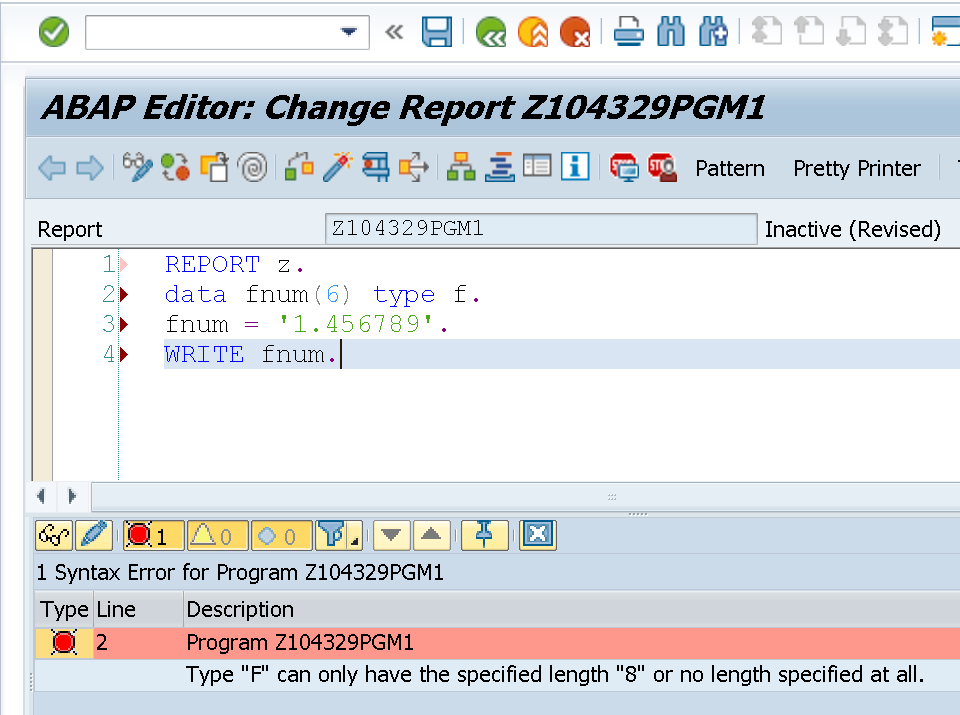 ABAP Editor: Change Report Z104329PGM1
Pattern Pretty Printer
Report Z104329PGM1 Inactive (Revised)
1 REPORT z.
2 data fnum(6) type f.
3 fnum = '1.456789'.
4 WRITE fnum.
1 0 0
1 Syntax Error for Program Z104329PGM1
Type Line Description
2 Program Z104329PGM1
Type "F" can only have the specified length "8" or no length specified at all.